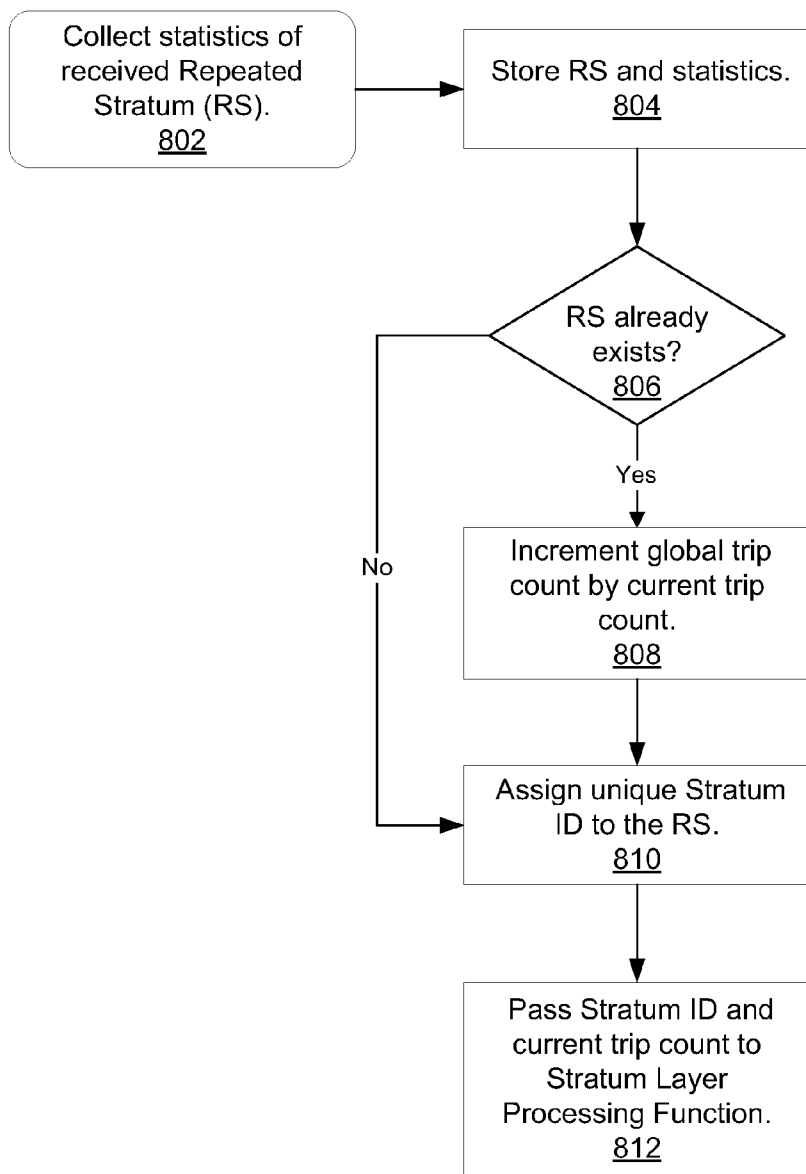 Collect statistics of
received Repeated
Stratum (RS).
802
Store RS and statistics.
804
RS already
exists?
806
Yes
No
Increment global trip
count by current trip
count.
808
Assign unique Stratum
ID to the RS.
810
Pass Stratum ID and
current trip count to
Stratum Layer
Processing Function.
812